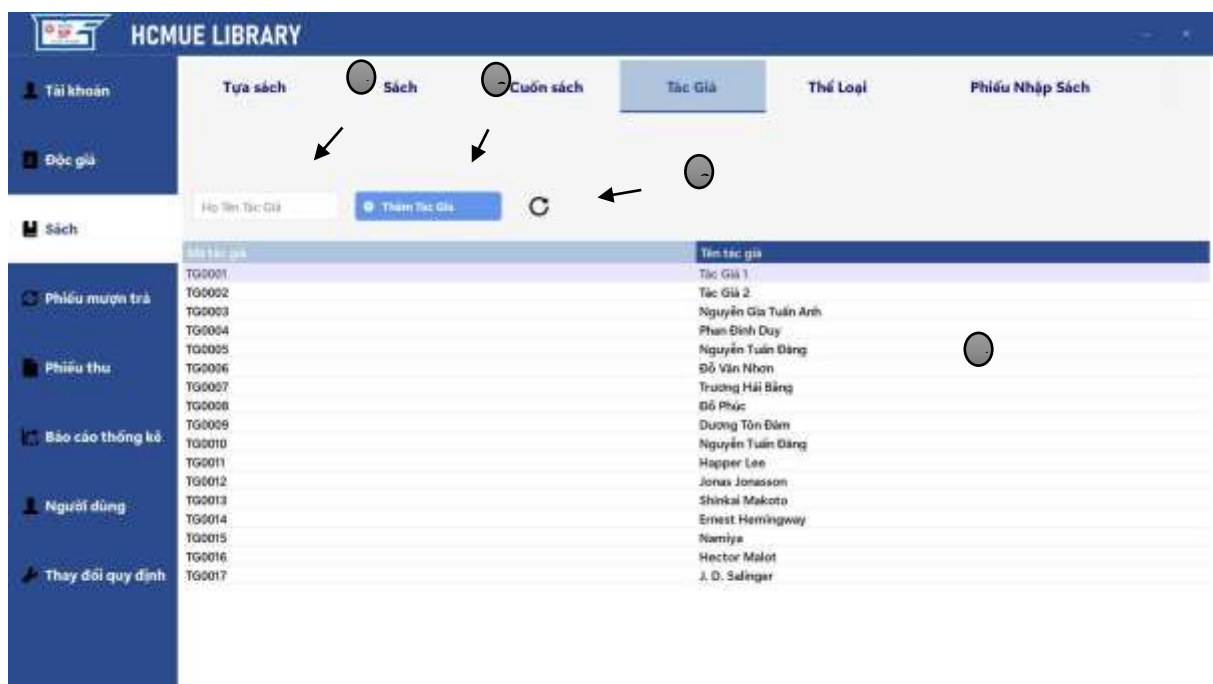 HCMUE LIBRARY
Tài khoản
Tựa sách
Sách
Cuốn sách
Tác Giả
Thể Loại
Phiếu Nhập Sách
Độc giả
Họ Tên Tác Giả
Thêm Tác Giả
Sách
Mã tác giả
Tên tác giả
TG0001 Tác Giả 1
TG0002 Tác Giả 2
TG0003 Nguyễn Gia Tuấn Anh
TG0004 Phan Đình Duy
TG0005 Nguyễn Tuấn Đăng
TG0006 Đỗ Văn Nhơn
TG0007 Trương Hải Bằng
TG0008 Đỗ Phúc
TG0009 Dương Tôn Đảm
TG0010 Nguyễn Tuấn Đăng
TG0011 Happer Lee
TG0012 Jonas Jonasson
TG0013 Shinkai Makoto
TG0014 Ernest Hemingway
TG0015 Namiya
TG0016 Hector Malot
TG0017 J. D. Salinger
Phiếu mượn trả
Phiếu thu
Báo cáo thống kê
Người dùng
Thay đổi quy định